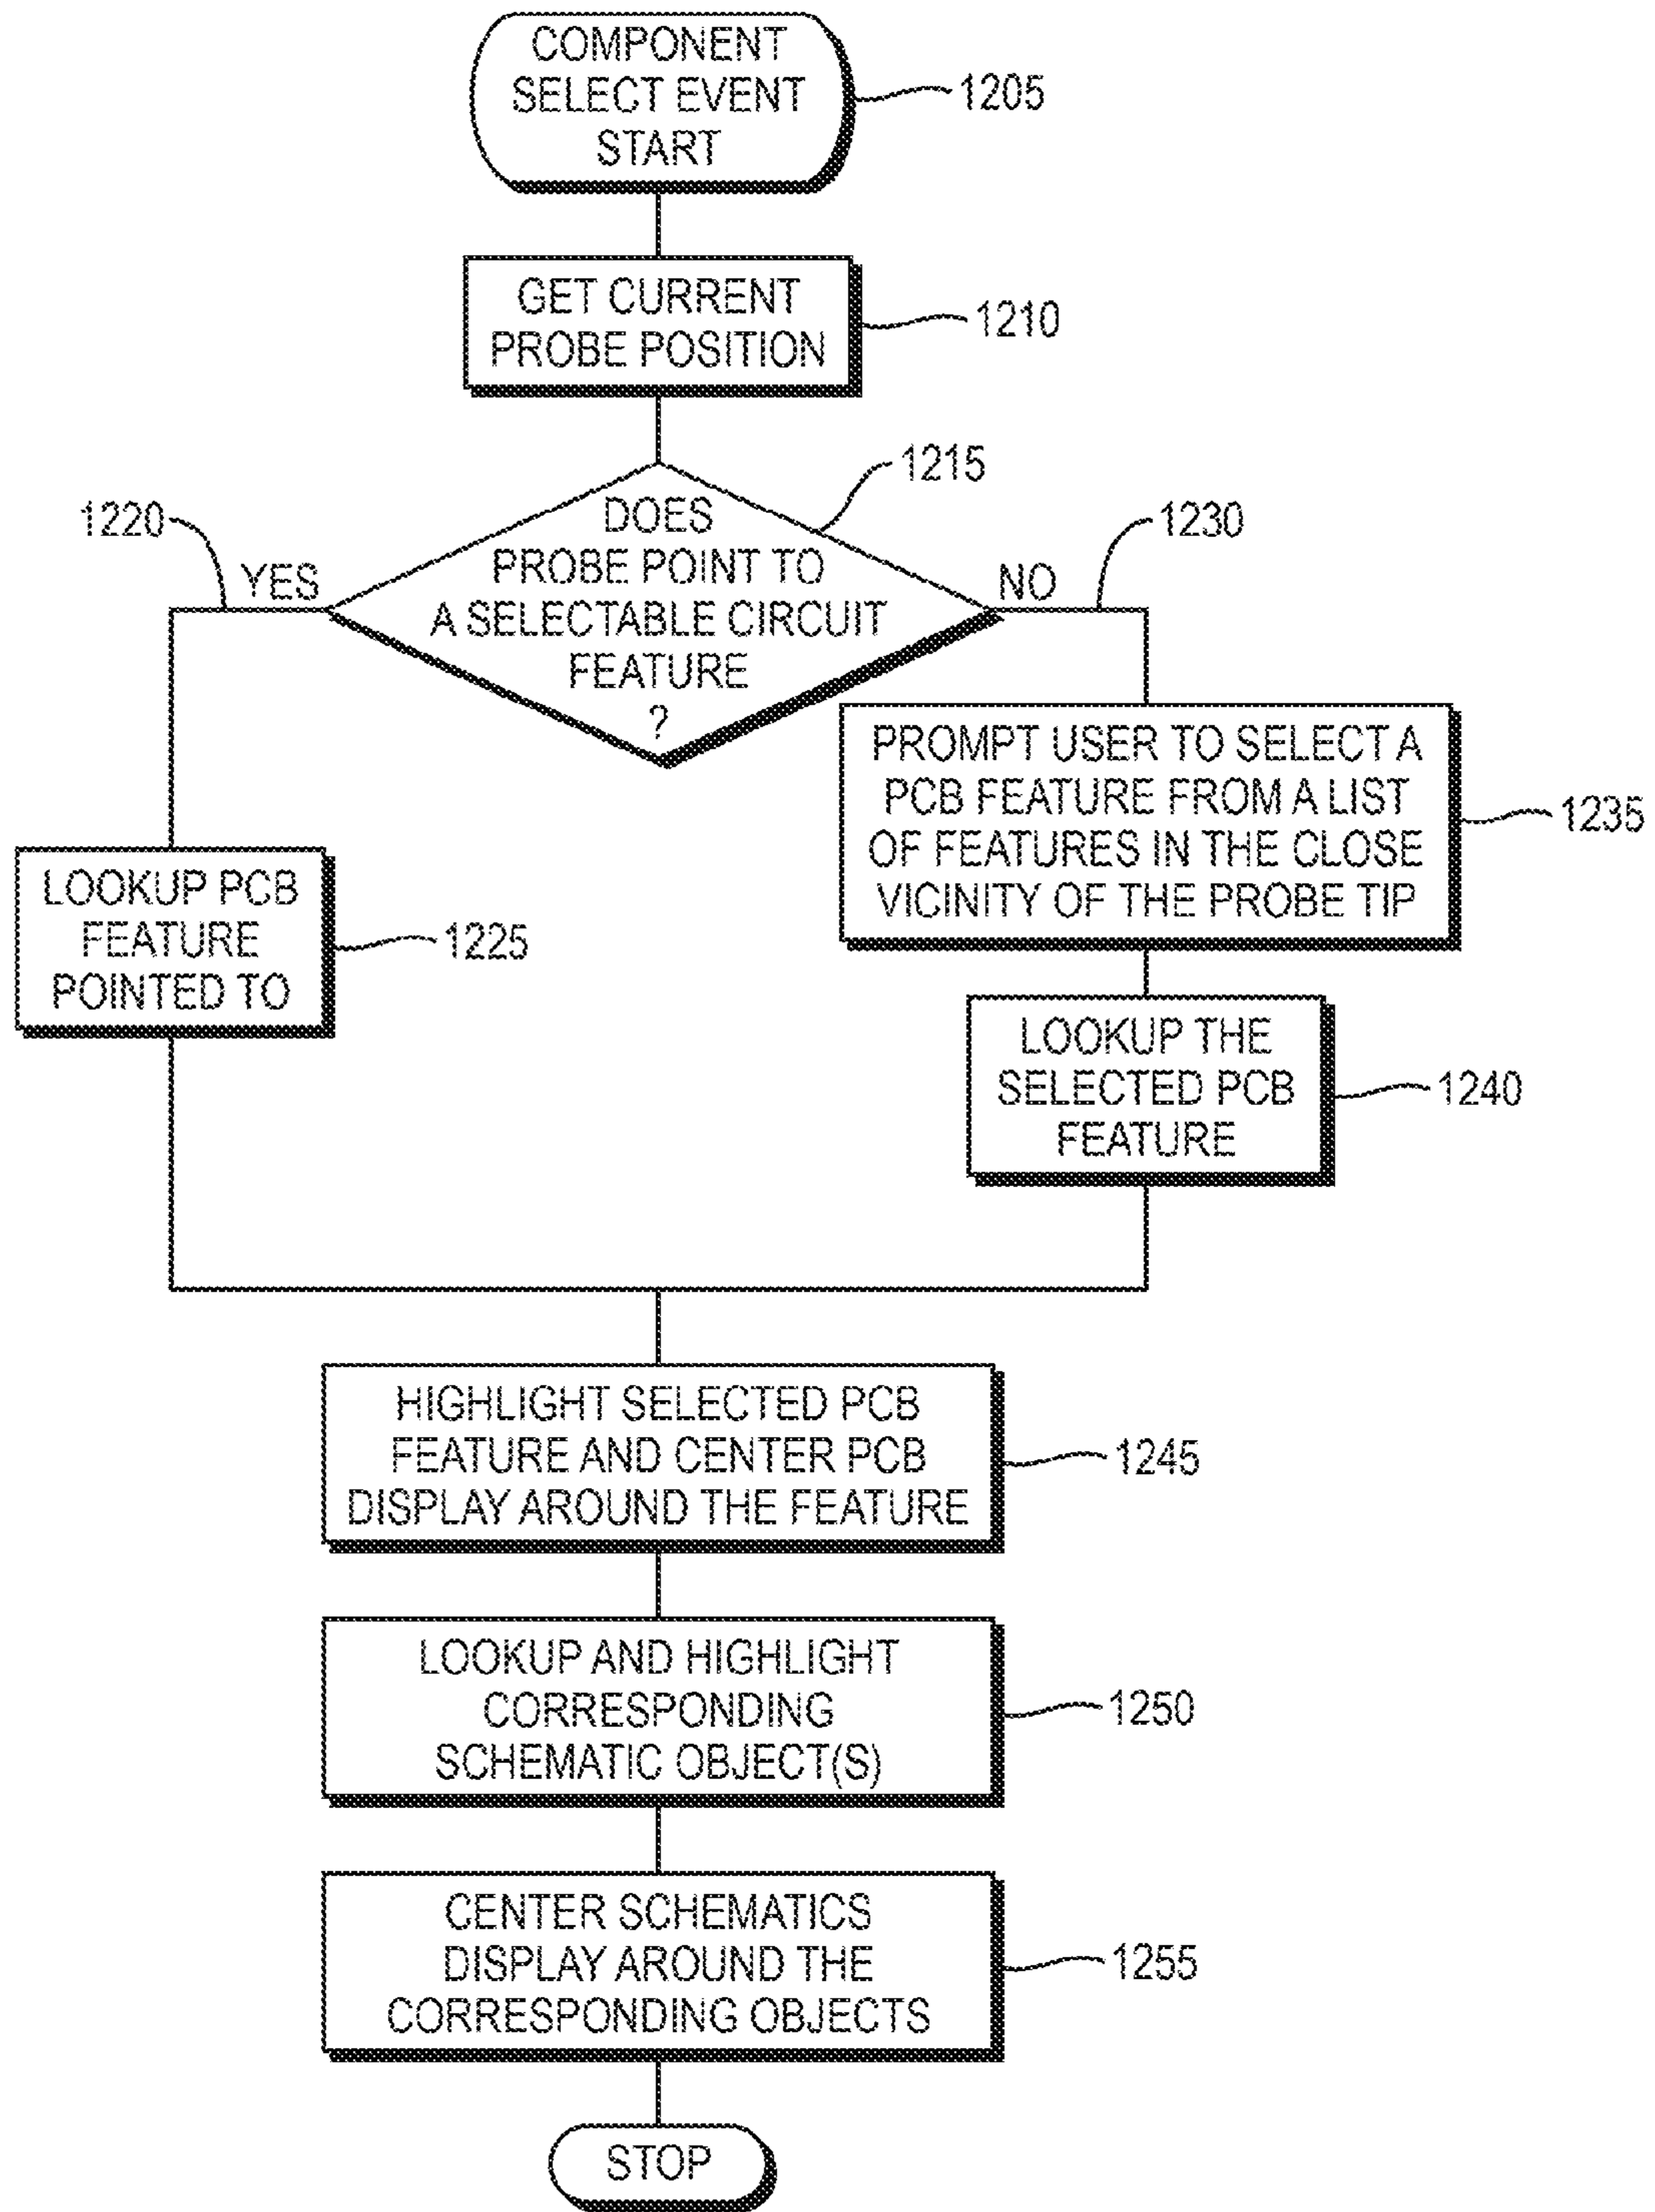 COMPONENT
SELECT EVENT
START
1205
GET CURRENT
PROBE POSITION
1210
1215
DOES
PROBE POINT TO
A SELECTABLE CIRCUIT
FEATURE
?
1220
YES
NO
1230
LOOKUP PCB
FEATURE
POINTED TO
1225
PROMPT USER TO SELECT A
PCB FEATURE FROM A LIST
OF FEATURES IN THE CLOSE
VICINITY OF THE PROBE TIP
1235
LOOKUP THE
SELECTED PCB
FEATURE
1240
HIGHLIGHT SELECTED PCB
FEATURE AND CENTER PCB
DISPLAY AROUND THE FEATURE
1245
LOOKUP AND HIGHLIGHT
CORRESPONDING
SCHEMATIC OBJECT(S)
1250
CENTER SCHEMATICS
DISPLAY AROUND THE
CORRESPONDING OBJECTS
1255
STOP